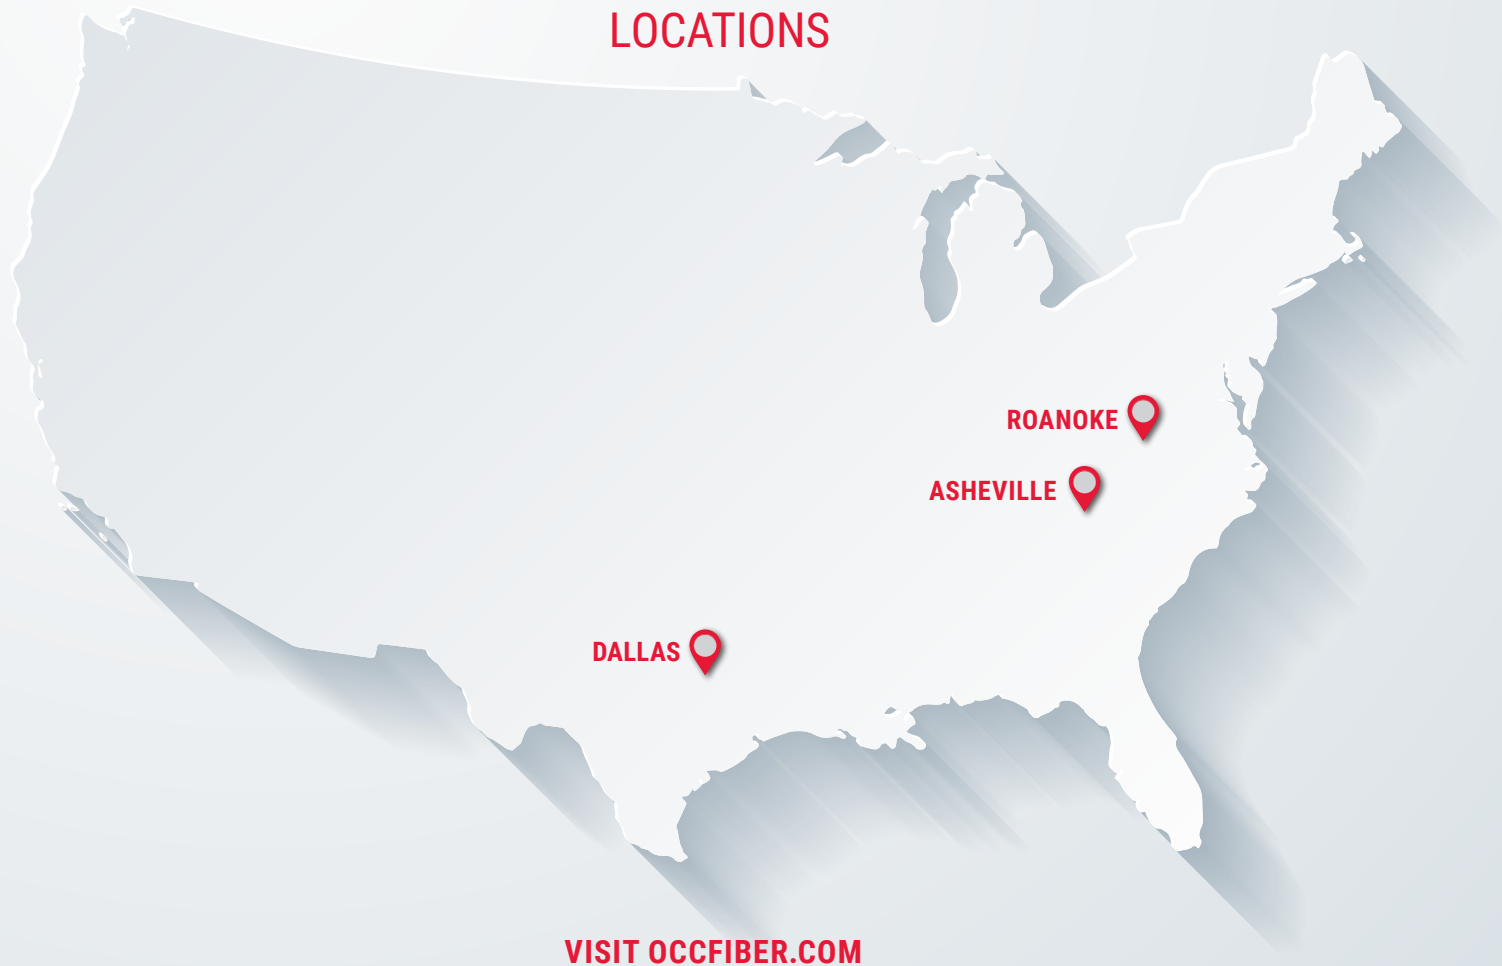 LOCATIONS
ROANOKE
ASHEVILLE
DALLAS
VISIT OCCFIBER.COM